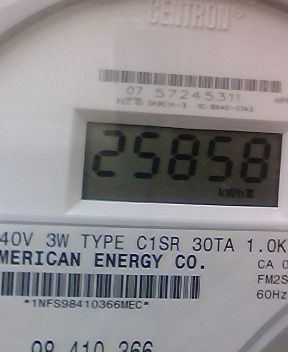 CENTRON®
07 57245311
25858
kWh
40V 3W TYPE C1SR 30TA 1.0K
MERICAN ENERGY CO. CA 0
FM2S
60Hz
*1NFS98410366MEC*
98 410 366